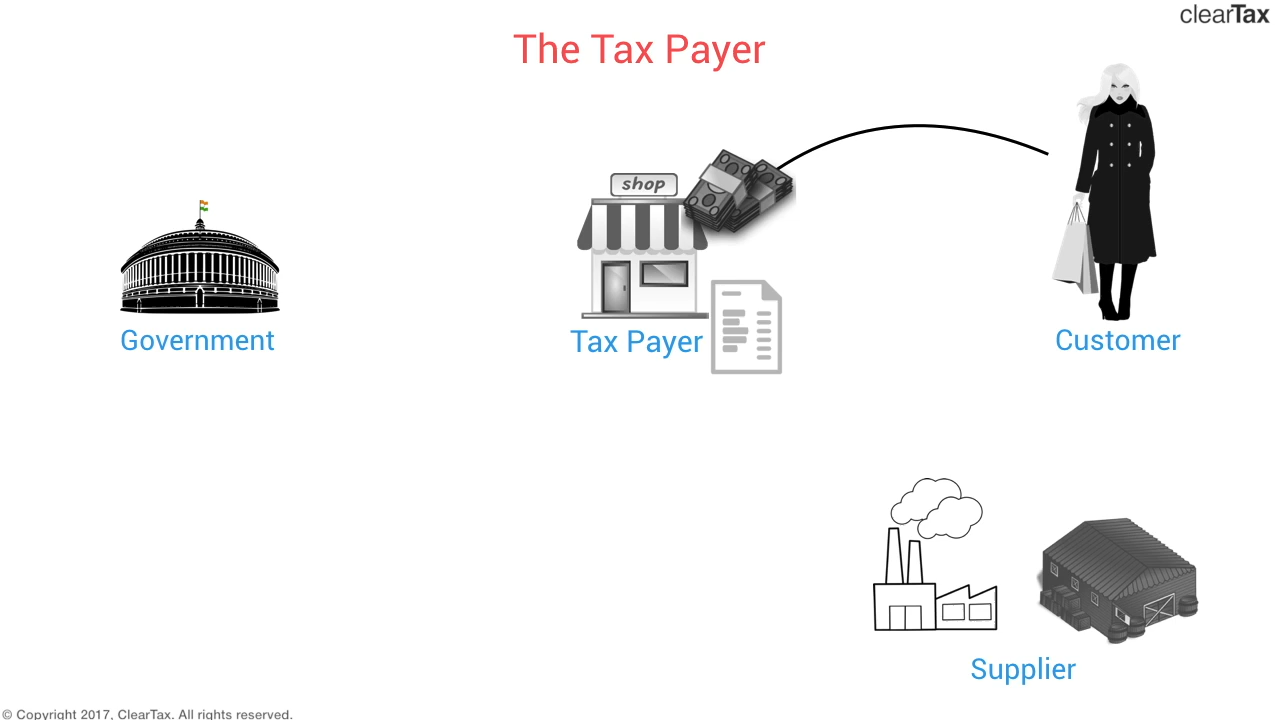 clearTax
The Tax Payer
shop
Government
Tax Payer
Customer
Supplier
© Copyright 2017, ClearTax. All rights reserved.